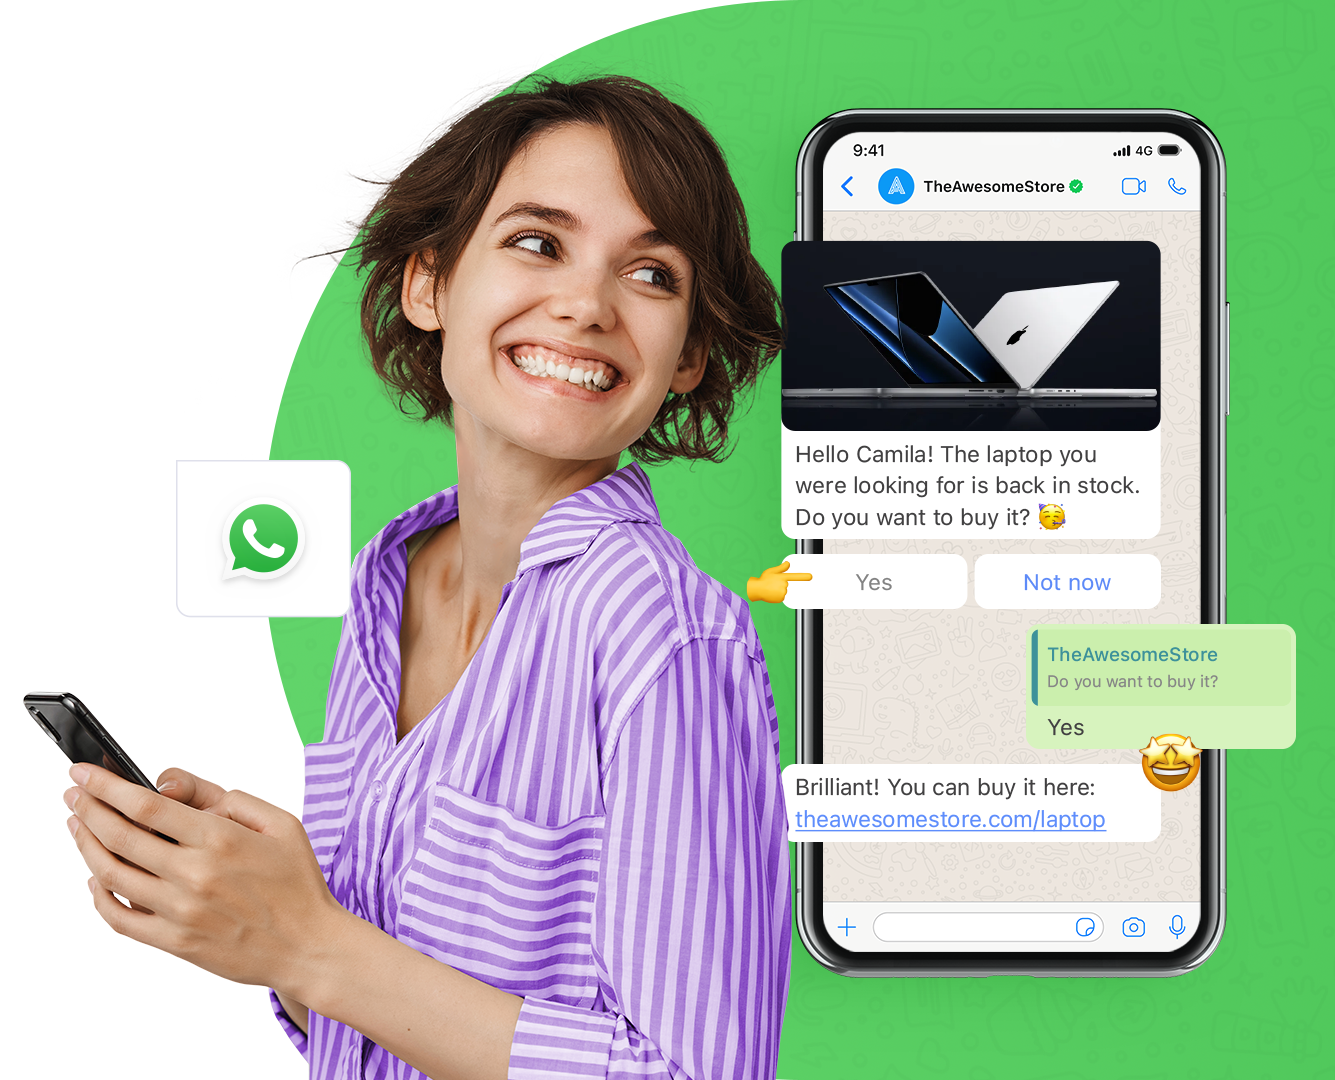 9:41
4G
TheAwesomeStore
Hello Camila! The laptop you
were looking for is back in stock.
Do you want to buy it? 🥳
Yes
Not now
TheAwesomeStore
Do you want to buy it?
Yes
Brilliant! You can buy it here:
theawesomestore.com/laptop